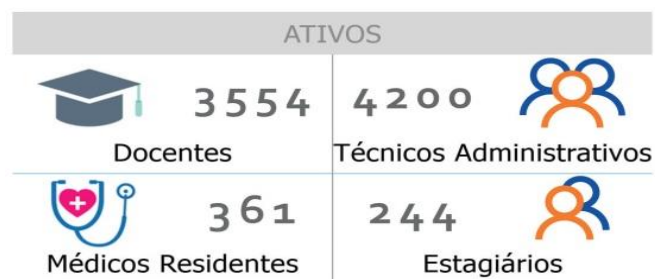 ATIVOS
3554 4200
Docentes Técnicos Administrativos
361 244
Médicos Residentes Estagiários